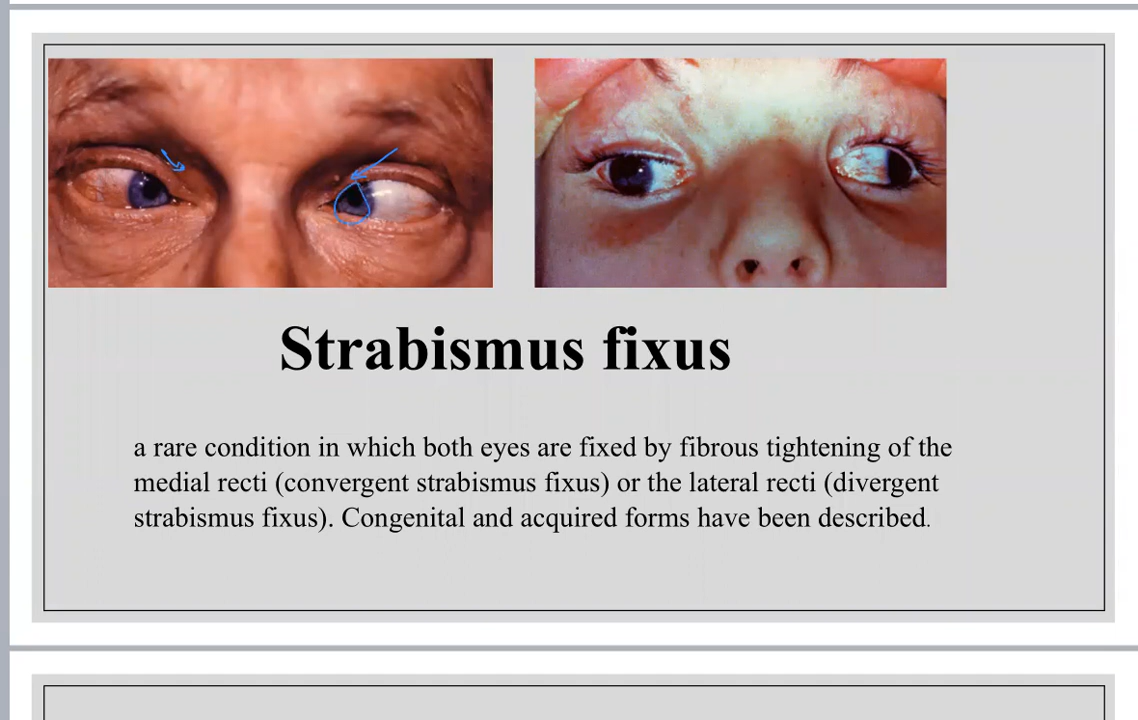 Strabismus fixus
a rare condition in which both eyes are fixed by fibrous tightening of the
medial recti (convergent strabismus fixus) or the lateral recti (divergent
strabismus fixus). Congenital and acquired forms have been described.